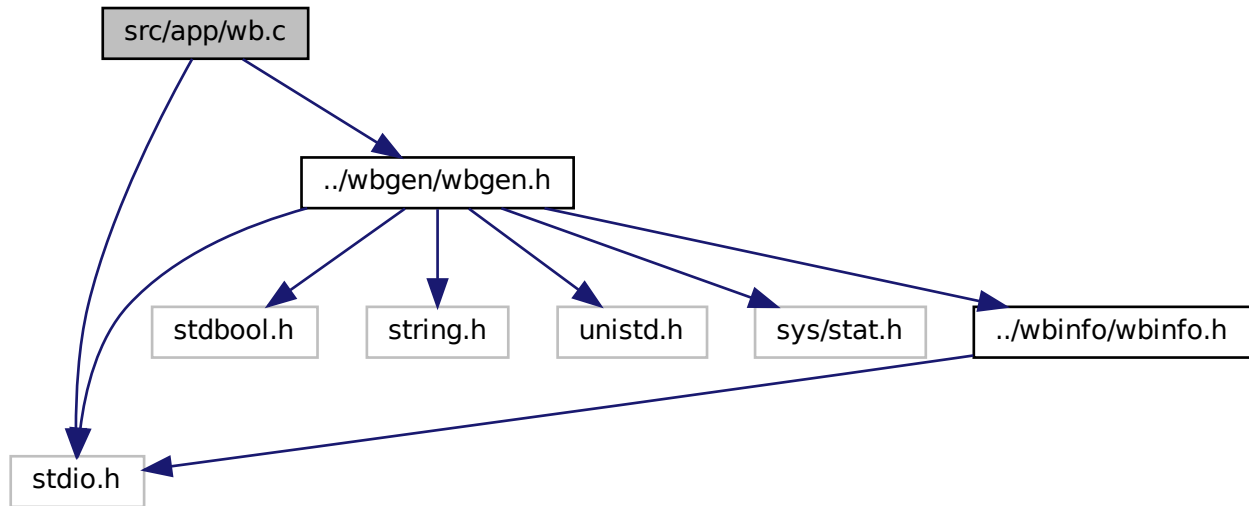 src/app/wb.c
../wbgen/wbgen.h
stdbool.h
string.h
unistd.h
sys/stat.h
../wbinfo/wbinfo.h
stdio.h